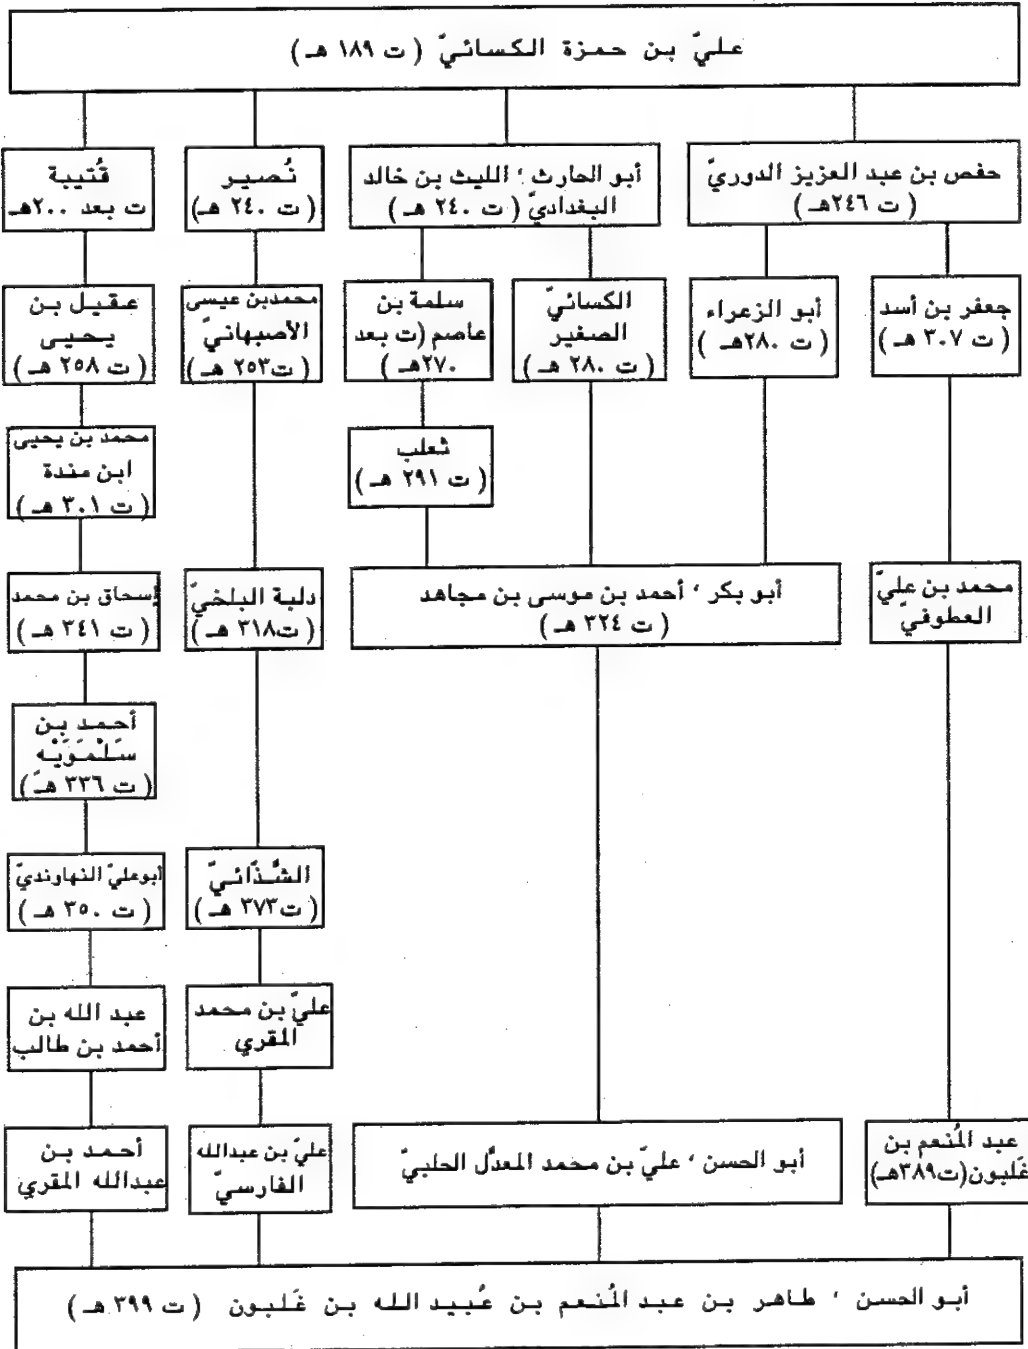 عليّ بن حمزة الكسائيّ ( ت ١٨٩ هـ )
حفص بن عبد العزيز الدوريّ
( ت ٢٤٦هـ )
أبو الحارث ، الليث بن خالد
البغداديّ ( ت ٢٤٠ هـ )
نُصير
( ت ٢٤٠ هـ )
قُتيبة
ت بعد ٢٠٠هـ
جعفر بن أسد
( ت ٣٠٧ هـ )
أبو الزعراء
( ت ٢٨٠هـ )
الكسائيّ
الصغير
( ت ٢٨٠ هـ )
سلمة بن
عاصم (ت بعد
٢٧٠هـ )
محمدبن عيسى
الأصبهانيّ
( ت٢٥٣ هـ )
عقيل بن
يحيى
( ت ٢٥٨ هـ )
ثعلب
( ت ٢٩١ هـ )
محمد بن يحيى
ابن مندة
( ت ٣٠١ هـ )
محمد بن عليّ
العطوفيّ
أبو بكر ، أحمد بن موسى بن مجاهد
( ت ٣٢٤ هـ )
دلبة البلخيّ
( ت٣١٨ هـ )
إسحاق بن محمد
( ت ٣٤١ هـ )
أحمد بن
سَلْمَوَيْه
( ت ٣٣٦ هـ )
الشَّذَائيّ
( ت٣٧٣ هـ )
أبوعليّ النهاونديّ
( ت ٣٥٠ هـ )
عليّ بن محمد
المقري
عبد الله بن
أحمد بن طالب
عبد المُنعم بن
غَلبون(ت٣٨٩هـ)
أبو الحسن ، عليّ بن محمد المعدَّل الحلبيّ
عليّ بن عبدالله
الفارسيّ
أحمد بن
عبدالله المقري
أبو الحسن ، طاهر بن عبد المُنعم بن عُبيد الله بن غَلبون ( ت ٣٩٩ هـ )